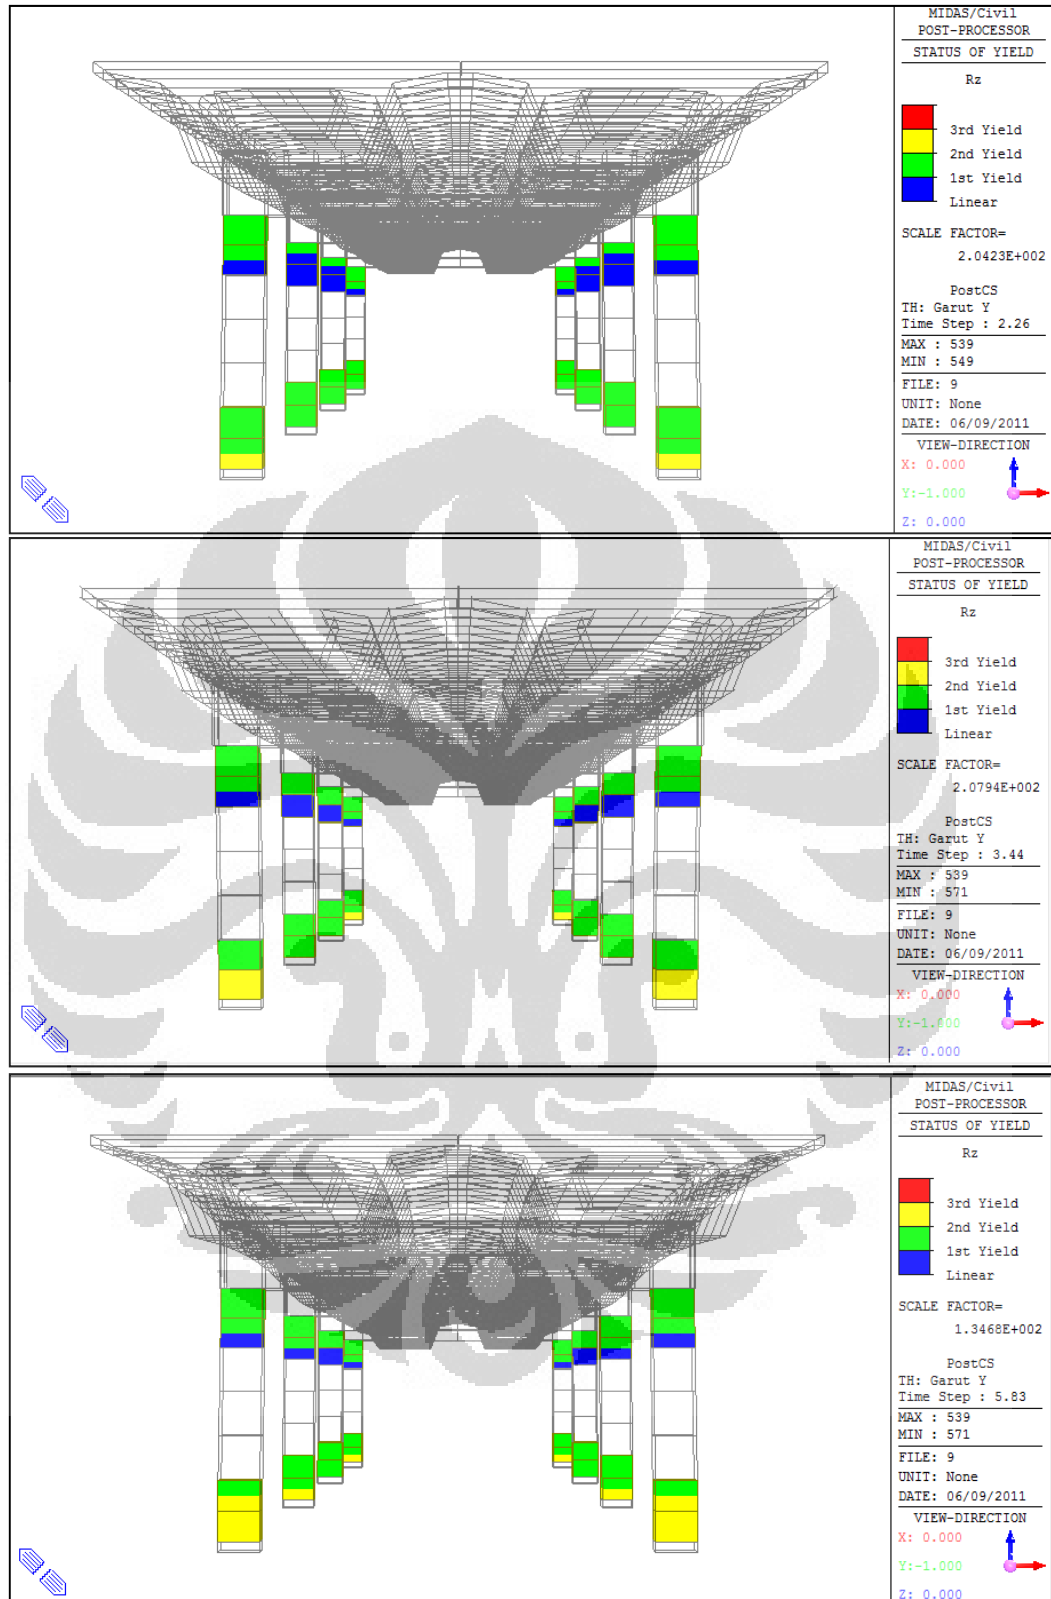 MIDAS/Civil
POST-PROCESSOR
STATUS OF YIELD
Rz
3rd Yield
2nd Yield
1st Yield
Linear
SCALE FACTOR=
2.0423E+002
PostCS
TH: Garut Y
Time Step : 2.26
MAX : 539
MIN : 549
FILE: 9
UNIT: None
DATE: 06/09/2011
VIEW-DIRECTION
X: 0.000
Y:-1.000
Z: 0.000
MIDAS/Civil
POST-PROCESSOR
STATUS OF YIELD
Rz
3rd Yield
2nd Yield
1st Yield
Linear
SCALE FACTOR=
2.0794E+002
PostCS
TH: Garut Y
Time Step : 3.44
MAX : 539
MIN : 571
FILE: 9
UNIT: None
DATE: 06/09/2011
VIEW-DIRECTION
X: 0.000
Y:-1.000
Z: 0.000
MIDAS/Civil
POST-PROCESSOR
STATUS OF YIELD
Rz
3rd Yield
2nd Yield
1st Yield
Linear
SCALE FACTOR=
1.3468E+002
PostCS
TH: Garut Y
Time Step : 5.83
MAX : 539
MIN : 571
FILE: 9
UNIT: None
DATE: 06/09/2011
VIEW-DIRECTION
X: 0.000
Y:-1.000
Z: 0.000